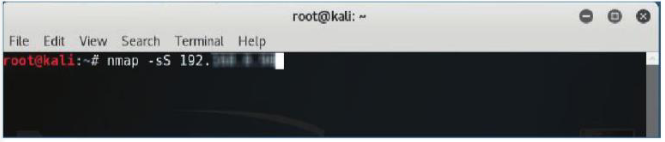 root@kali: ~
File Edit View Search Terminal Help
root@kali:~# nmap -sS 192.